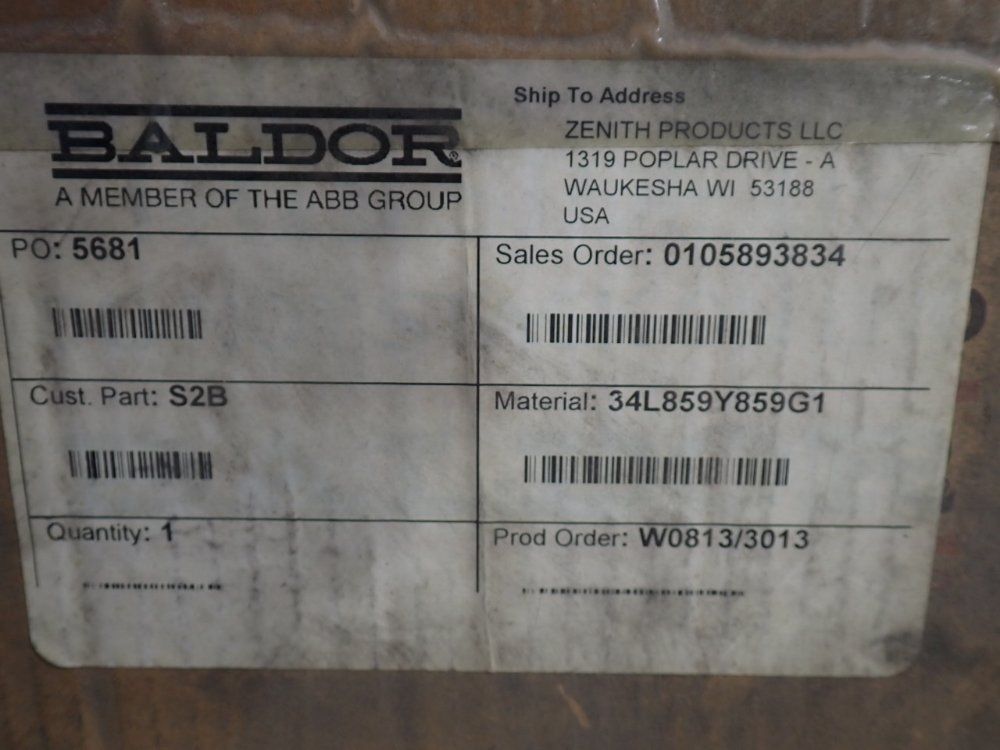 BALDOR®
A MEMBER OF THE ABB GROUP
Ship To Address
ZENITH PRODUCTS LLC
1319 POPLAR DRIVE - A
WAUKESHA WI 53188
USA
PO: 5681
Sales Order: 0105893834
Cust. Part: S2B
Material: 34L859Y859G1
Quantity: 1
Prod Order: W0813/3013